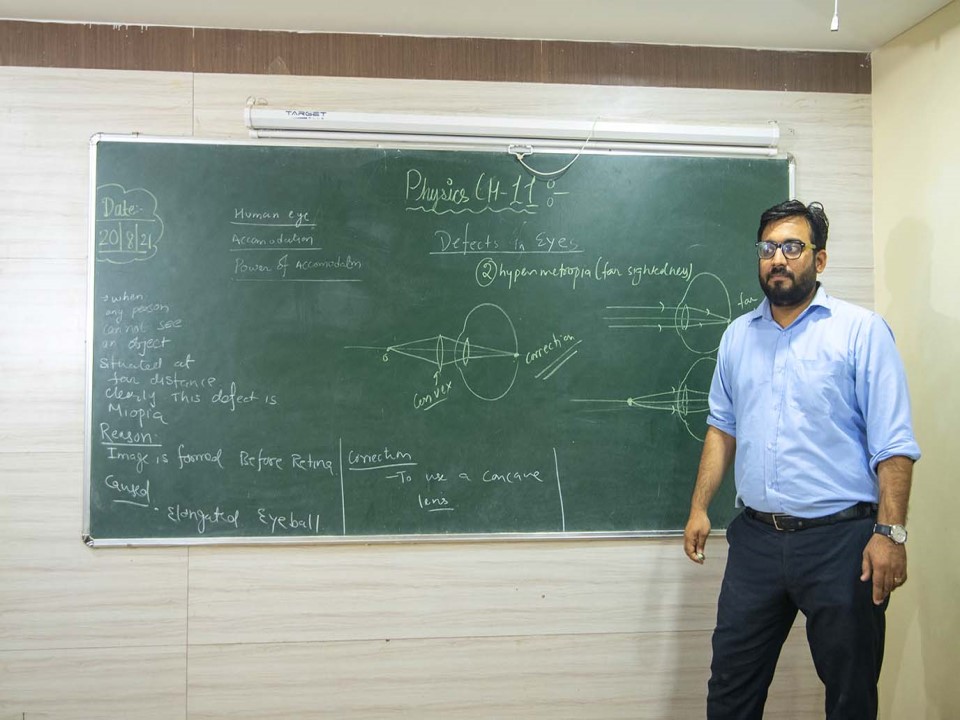 TARGET
Physics CH-11 :-
Date:-
20/8/21
Human eye
Accomodation
Power of Accomodatn
Defects in Eyes
② hypermetropia (far sightedness)
→ when
any person
cannot see
an object
situated at
far distance
clearly This defect is
Miopia
Reason:
Image is formed Before Retina
Caused
. Elongated Eyeball
Correction
-To use a concave
lens
O
Convex
Correction
far